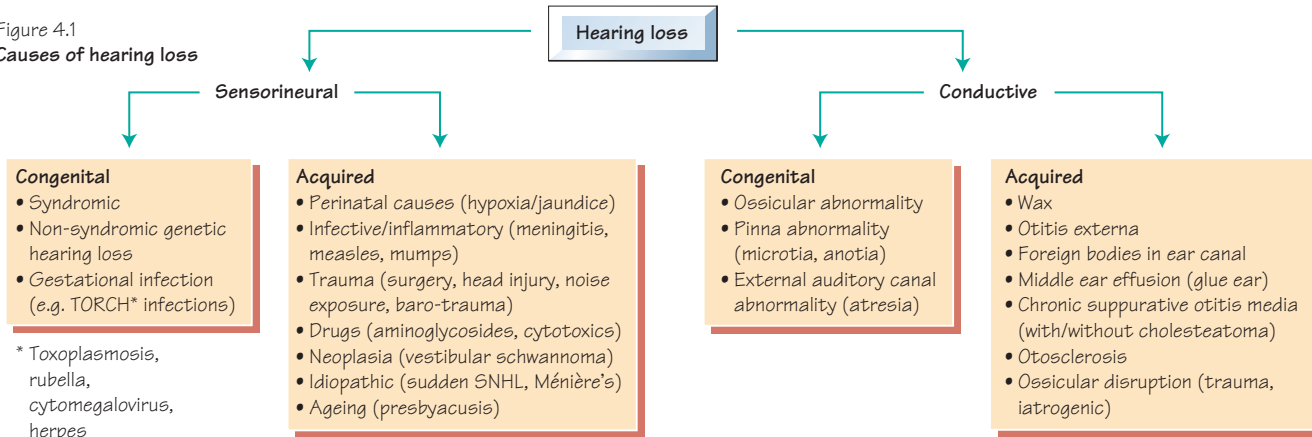 Figure 4.1
Causes of hearing loss
Hearing loss
Sensorineural
Conductive
Congenital
• Syndromic
• Non-syndromic genetic
hearing loss
• Gestational infection
(e.g. TORCH* infections)
* Toxoplasmosis,
rubella,
cytomegalovirus,
herpes
Acquired
• Perinatal causes (hypoxia/jaundice)
• Infective/inflammatory (meningitis,
measles, mumps)
• Trauma (surgery, head injury, noise
exposure, baro-trauma)
• Drugs (aminoglycosides, cytotoxics)
• Neoplasia (vestibular schwannoma)
• Idiopathic (sudden SNHL, Ménière's)
• Ageing (presbyacusis)
Congenital
• Ossicular abnormality
• Pinna abnormality
(microtia, anotia)
• External auditory canal
abnormality (atresia)
Acquired
• Wax
• Otitis externa
• Foreign bodies in ear canal
• Middle ear effusion (glue ear)
• Chronic suppurative otitis media
(with/without cholesteatoma)
• Otosclerosis
• Ossicular disruption (trauma,
iatrogenic)